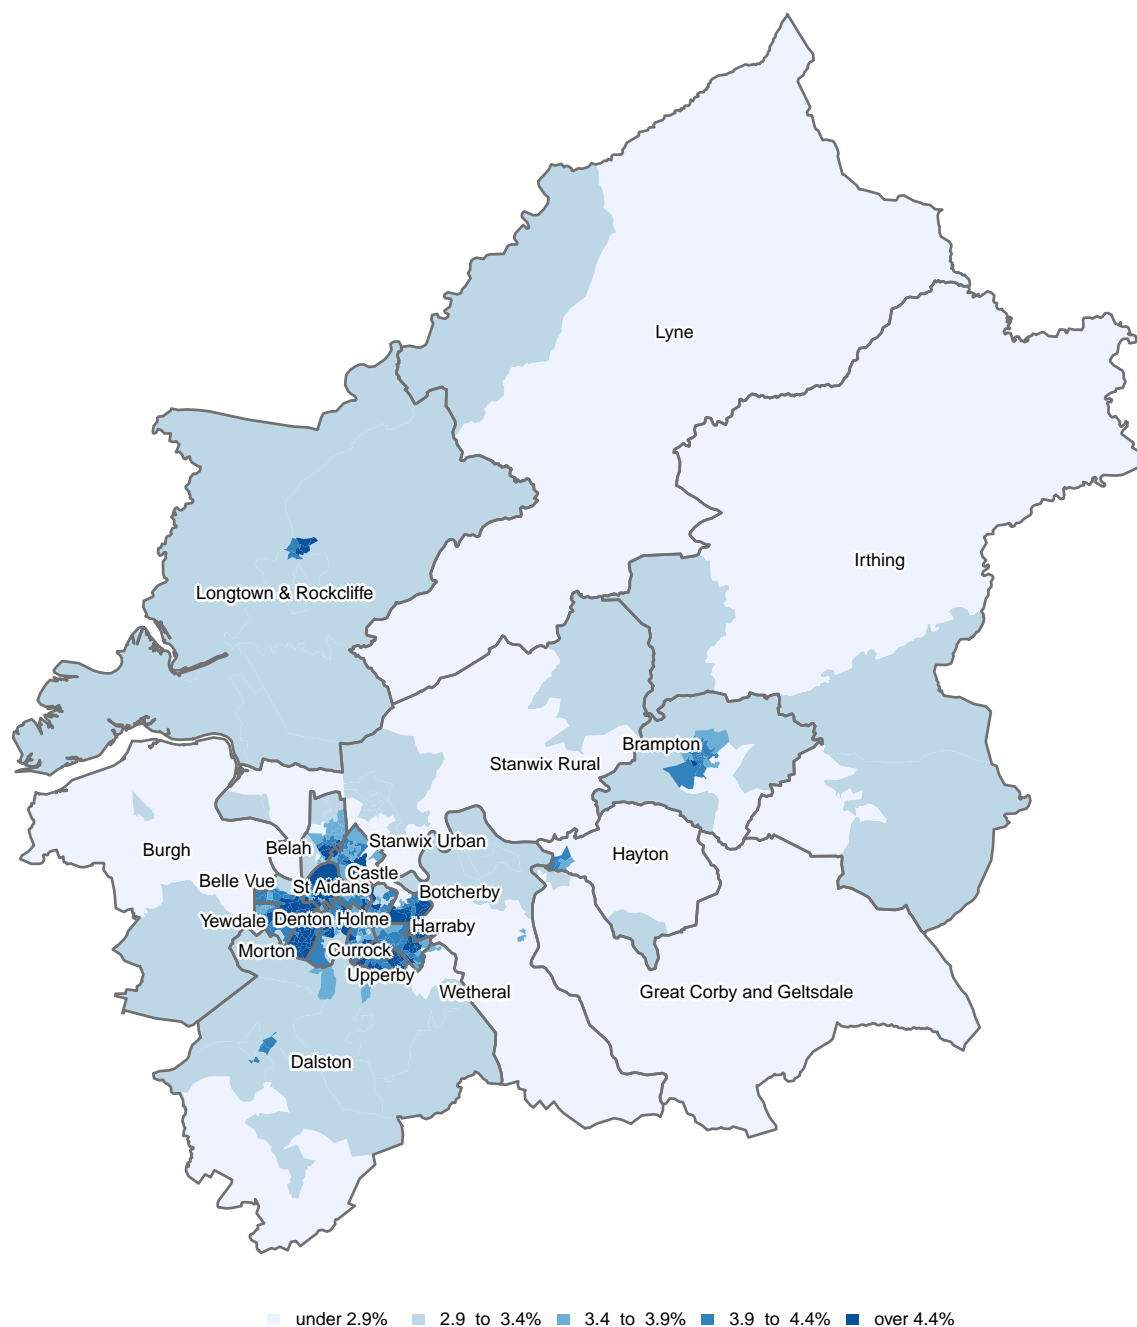 Lyne
Irthing
Longtown & Rockcliffe
Brampton
Stanwix Rural
Stanwix Urban
Belah
Burgh
Hayton
Castle
Belle Vue
St Aidans
Botcherby
Yewdale
Denton Holme
Harraby
Morton
Currock
Upperby
Wetheral
Great Corby and Geltsdale
Dalston
under 2.9%
2.9 to 3.4%
3.4 to 3.9%
3.9 to 4.4%
over 4.4%